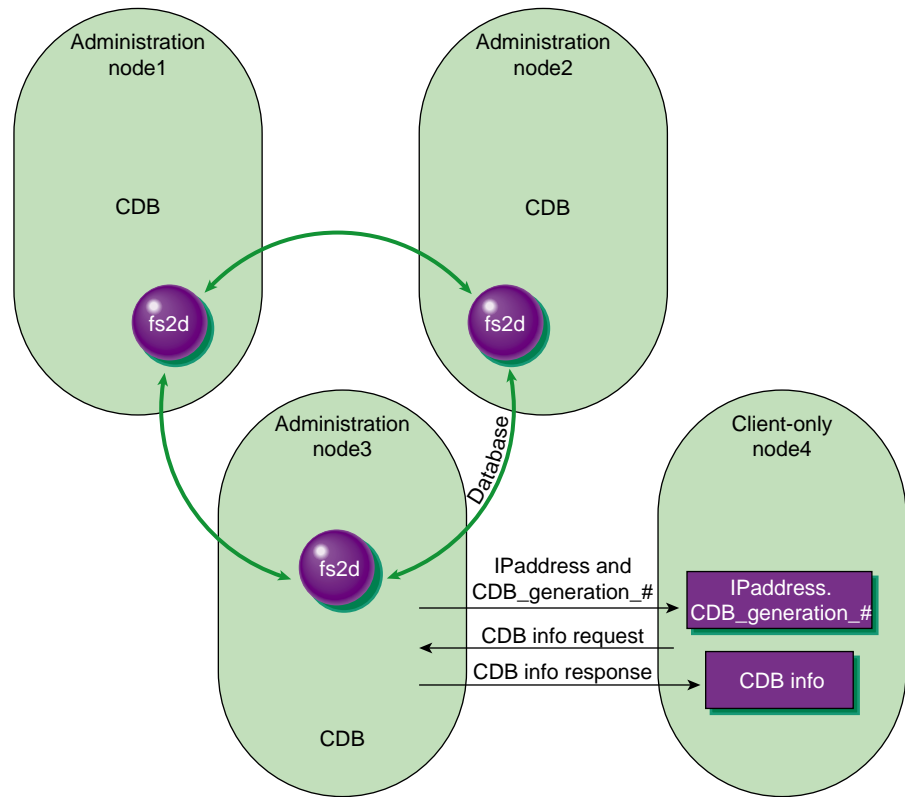 Administration
node1
CDB
fs2d
Administration
node2
CDB
fs2d
Administration
node3
fs2d
CDB
Database
IPaddress and
CDB_generation_#
CDB info request
CDB info response
Client-only
node4
IPaddress.
CDB_generation_#
CDB info